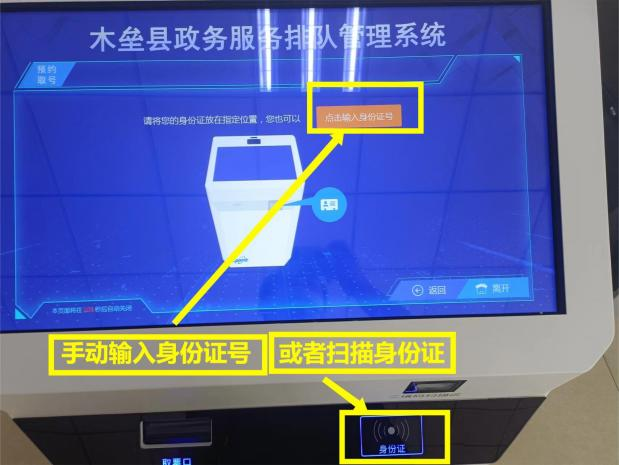 木垒县政务服务排队管理系统
预约
取号
请将您的身份证放在指定位置，您也可以
点击输入身份证号
返回
离开
手动输入身份证号
或者扫描身份证
身份证
取票口